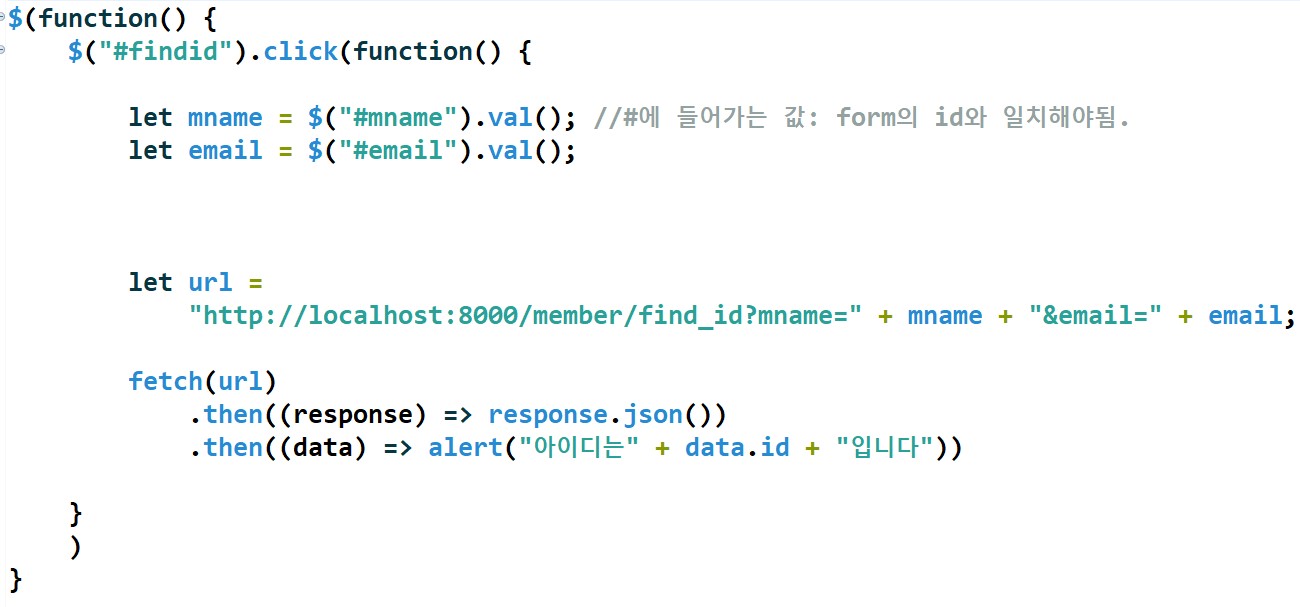 $(function() {
    $("#findid").click(function() {
        let mname = $("#mname").val(); //#에 들어가는 값: form의 id와 일치해야됨.
        let email = $("#email").val();
        let url =
            "http://localhost:8000/member/find_id?mname=" + mname + "&email=" + email;
        fetch(url)
            .then((response) => response.json())
            .then((data) => alert("아이디는" + data.id + "입니다"))
    }
    )
}